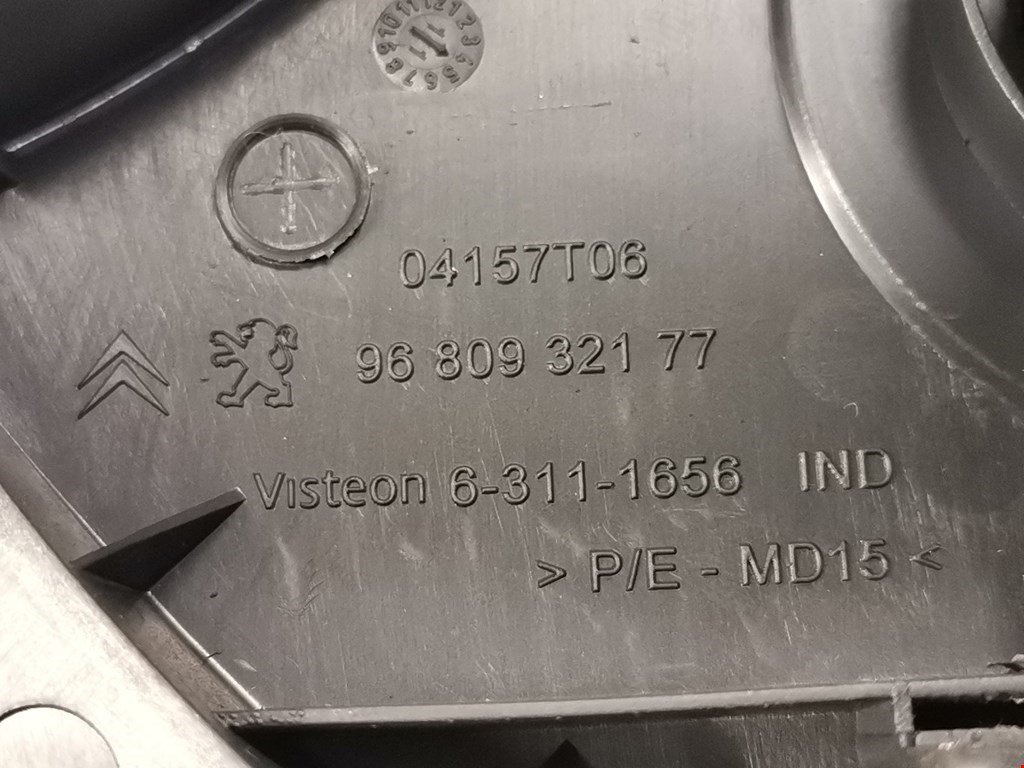 04157T06
96 809 321 77
Visteon 6-311-1656 IND
> P/E - MD15 <